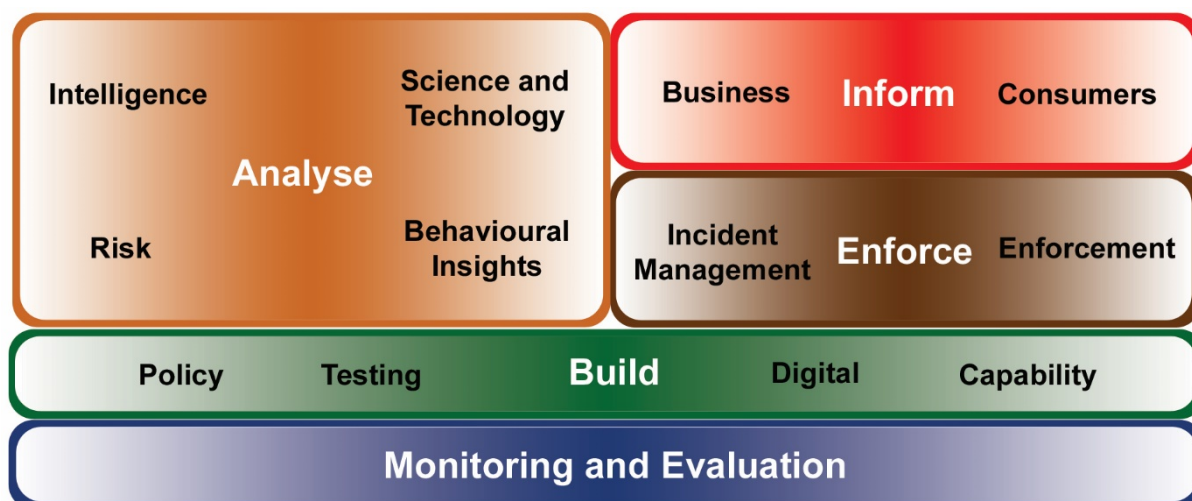 Intelligence
Science and
Technology
Analyse
Risk
Behavioural
Insights
Business
Inform
Consumers
Incident
Management
Enforce
Enforcement
Policy
Testing
Build
Digital
Capability
Monitoring and Evaluation